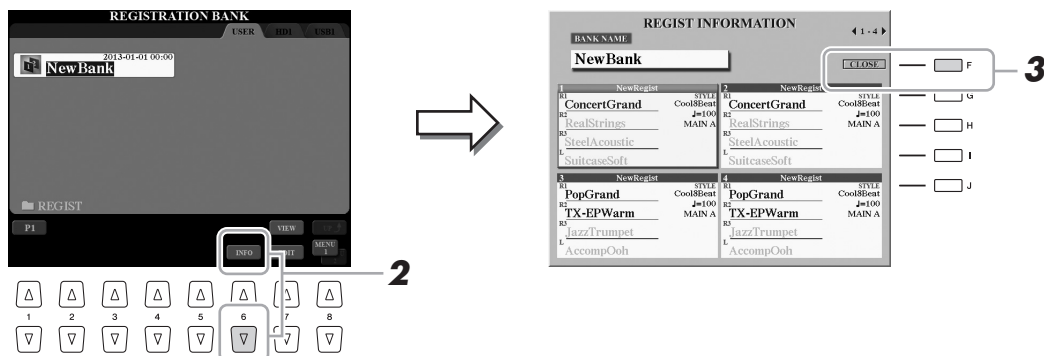 REGISTRATION BANK
USER HD1 USB1
2013-01-01 00:00
NewBank
REGIST
P1 VIEW
INFO MENU 1
2
1 2 3 4 5 6 7 8
REGIST INFORMATION
BANK NAME
1 - 4
NewBank
CLOSE
F
3
G
H
I
J
1 NewRegist
R1 STYLE
ConcertGrand Cool8Beat
R2 ♩=100
RealStrings MAIN A
R3
SteelAcoustic
L
SuitcaseSoft
2 NewRegist
R1 STYLE
ConcertGrand Cool8Beat
R2 ♩=100
RealStrings MAIN A
R3
SteelAcoustic
L
SuitcaseSoft
3 NewRegist
R1 STYLE
PopGrand Cool8Beat
R2 ♩=100
TX-EPWarm MAIN A
R3
JazzTrumpet
L
AccompOoh
4 NewRegist
R1 STYLE
PopGrand Cool8Beat
R2 ♩=100
TX-EPWarm MAIN A
R3
JazzTrumpet
L
AccompOoh